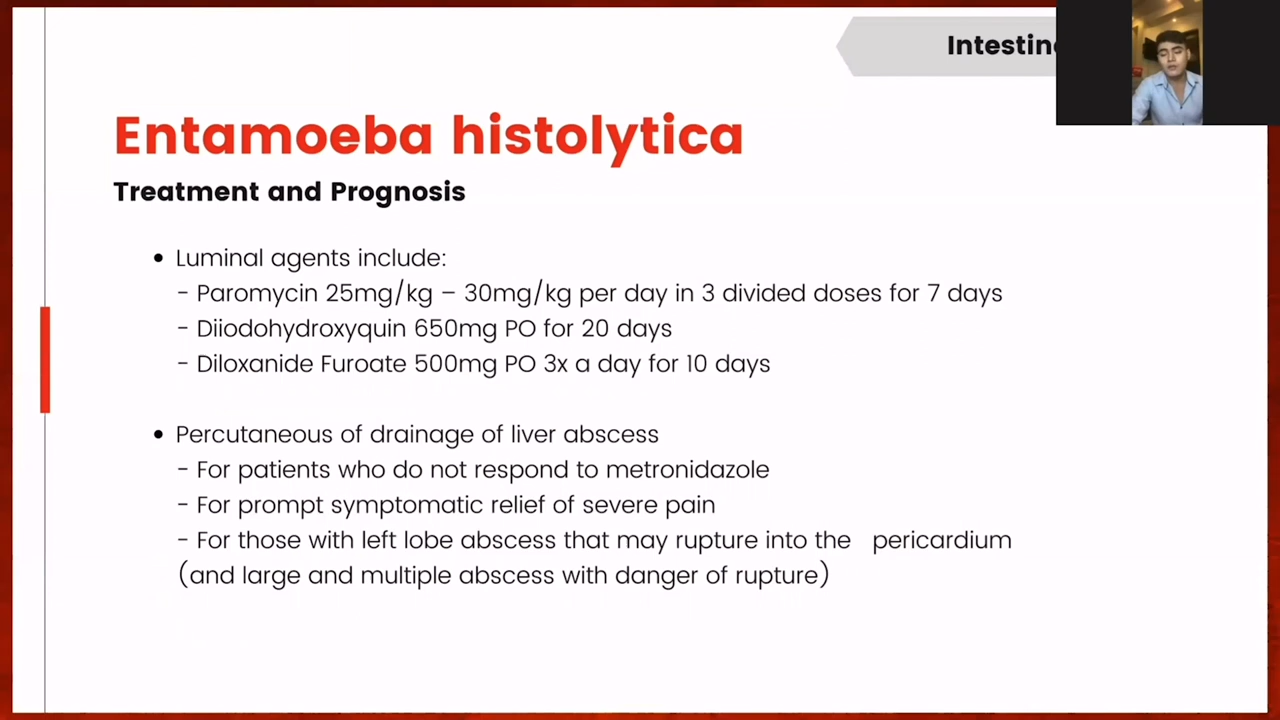 Entamoeba histolytica
Treatment and Prognosis
• Luminal agents include:
- Paromycin 25mg/kg – 30mg/kg per day in 3 divided doses for 7 days
- Diiodohydroxyquin 650mg PO for 20 days
- Diloxanide Furoate 500mg PO 3x a day for 10 days
• Percutaneous of drainage of liver abscess
- For patients who do not respond to metronidazole
- For prompt symptomatic relief of severe pain
- For those with left lobe abscess that may rupture into the pericardium
(and large and multiple abscess with danger of rupture)